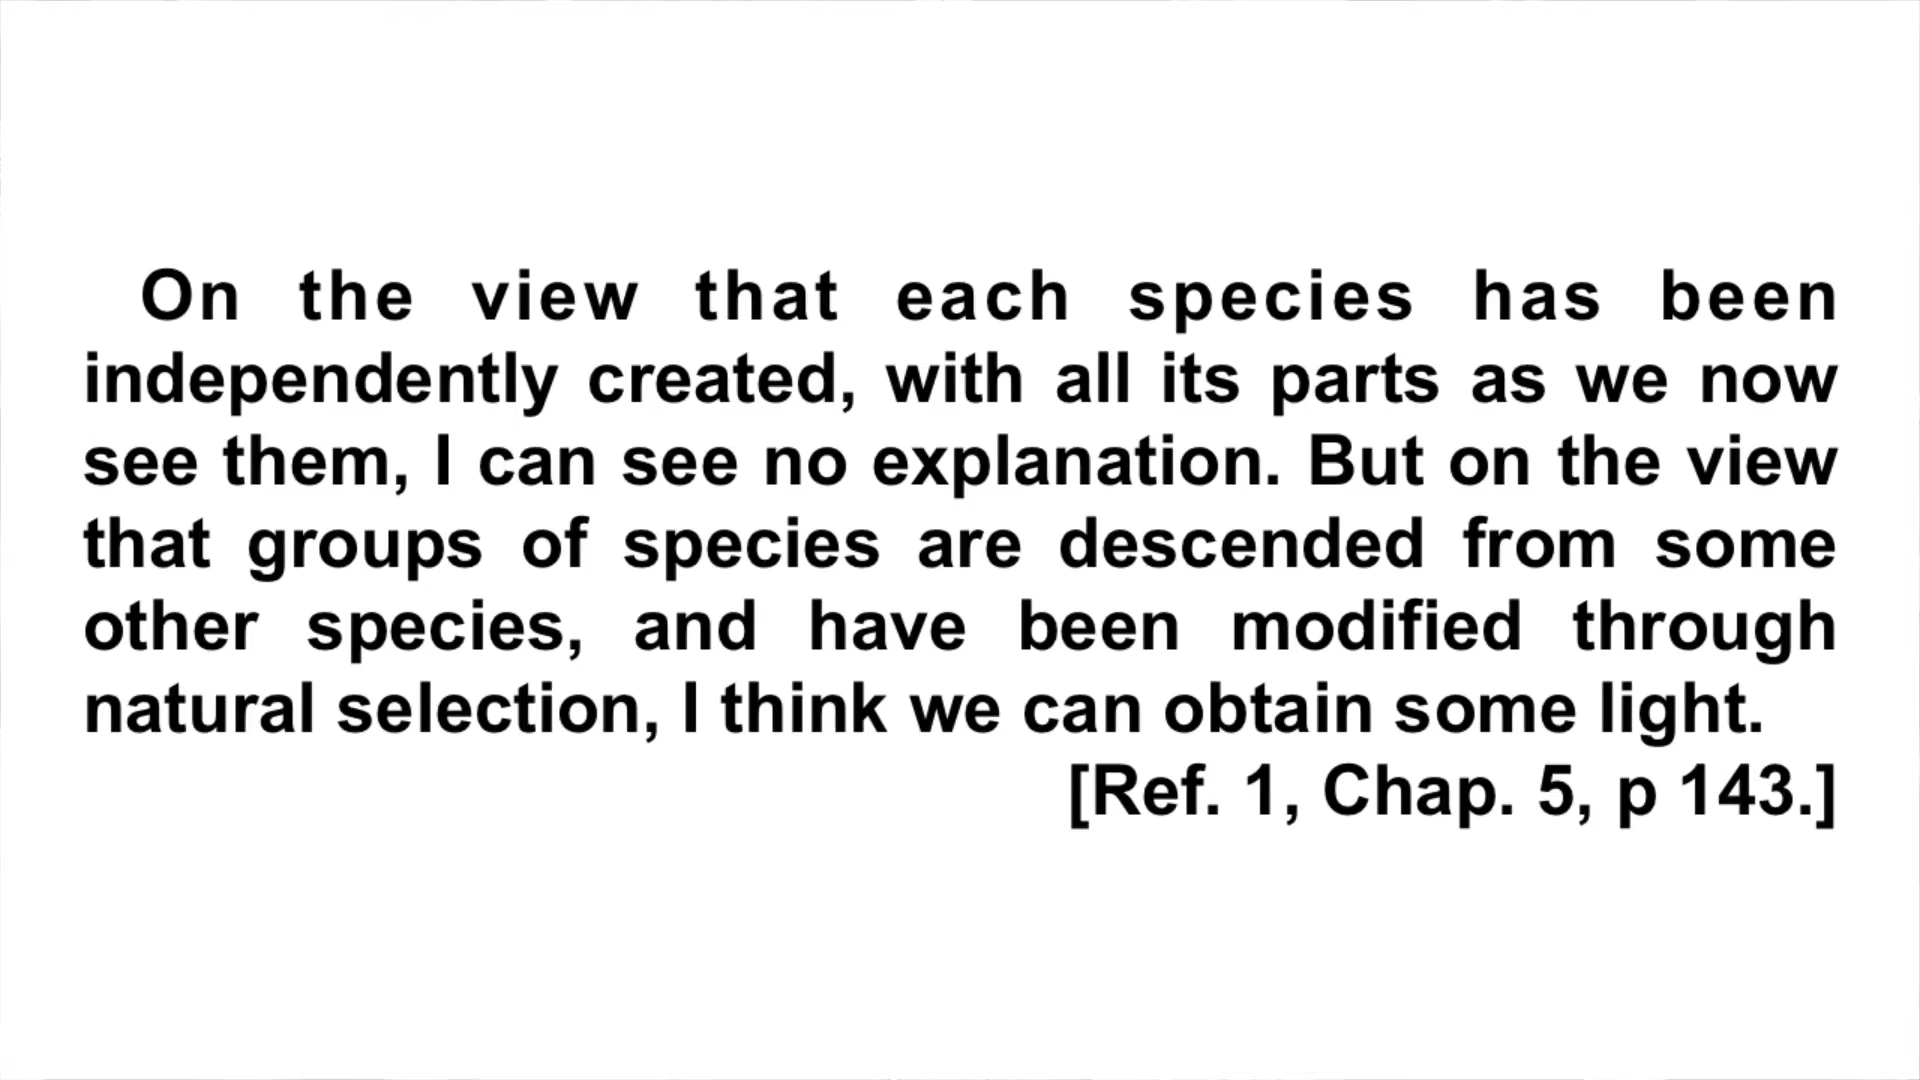 On the view that each species has been
independently created, with all its parts as we now
see them, I can see no explanation. But on the view
that groups of species are descended from some
other species, and have been modified through
natural selection, I think we can obtain some light.
[Ref. 1, Chap. 5, p 143.]